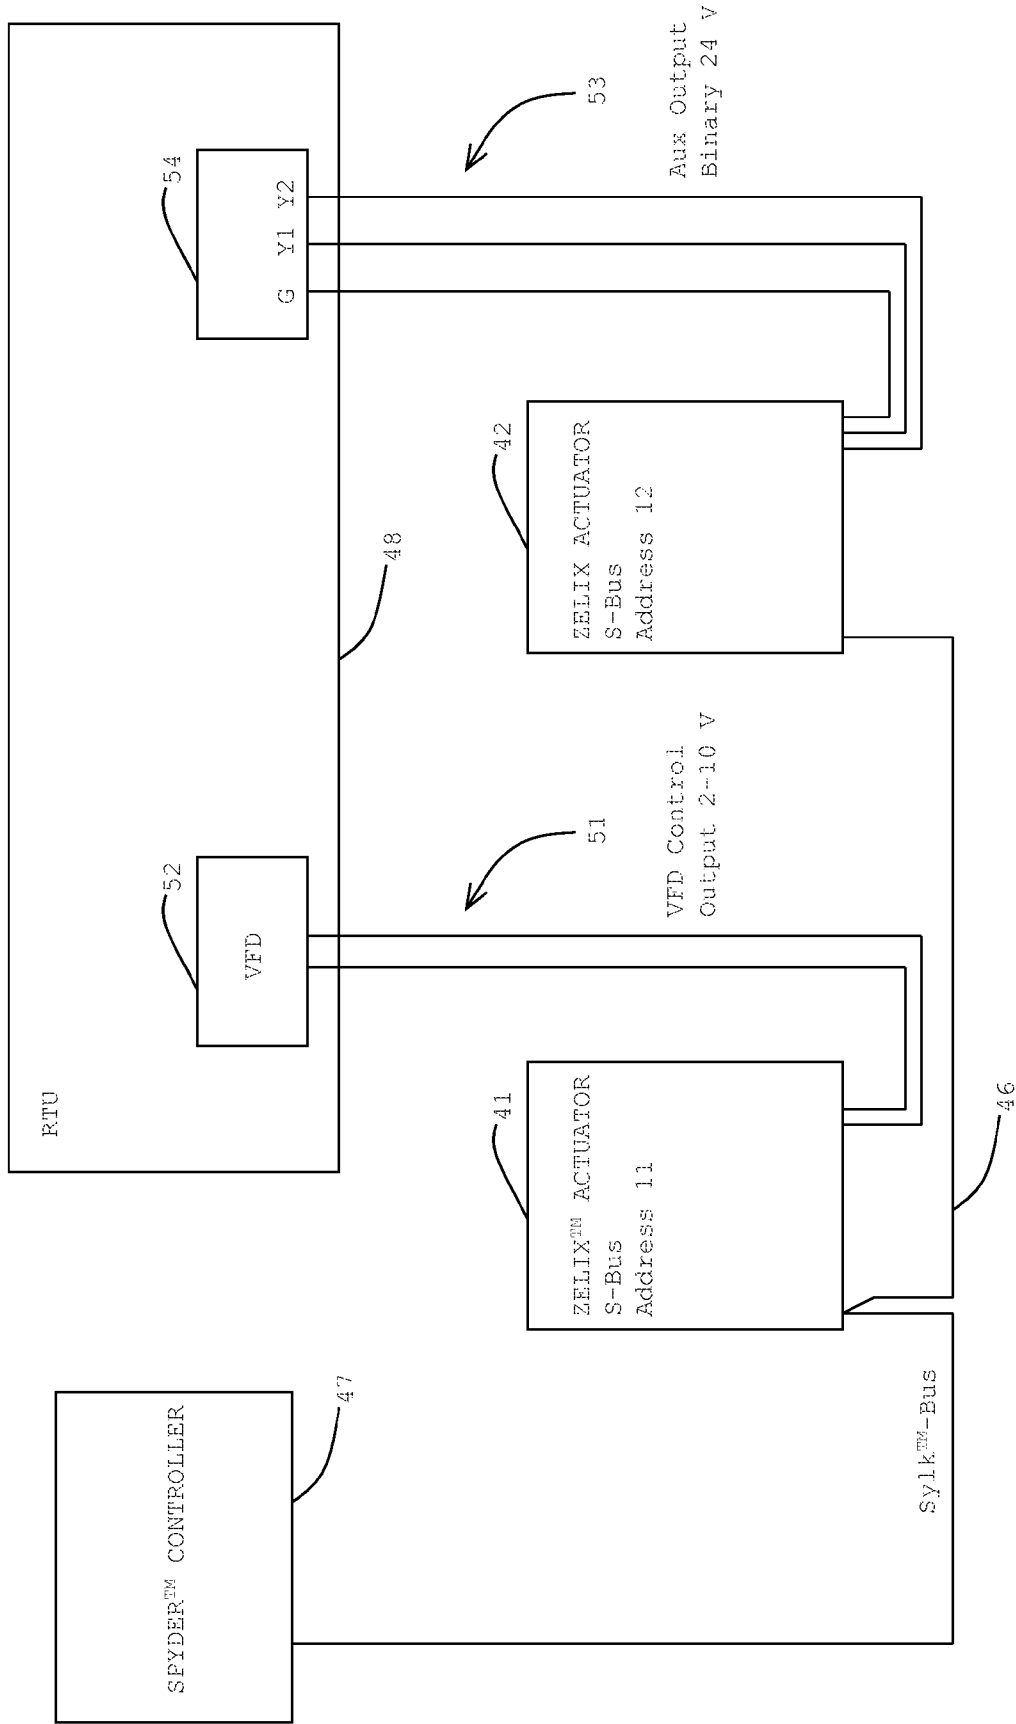 RTU
52
VFD
54
G Y1 Y2
48
51
VFD Control
Output 2-10 V
53
Aux Output
Binary 24 V
SPYDER™ CONTROLLER
47
41
ZELIX™ ACTUATOR
S-Bus
Address 11
42
ZELIX ACTUATOR
S-Bus
Address 12
Sylk™-Bus
46